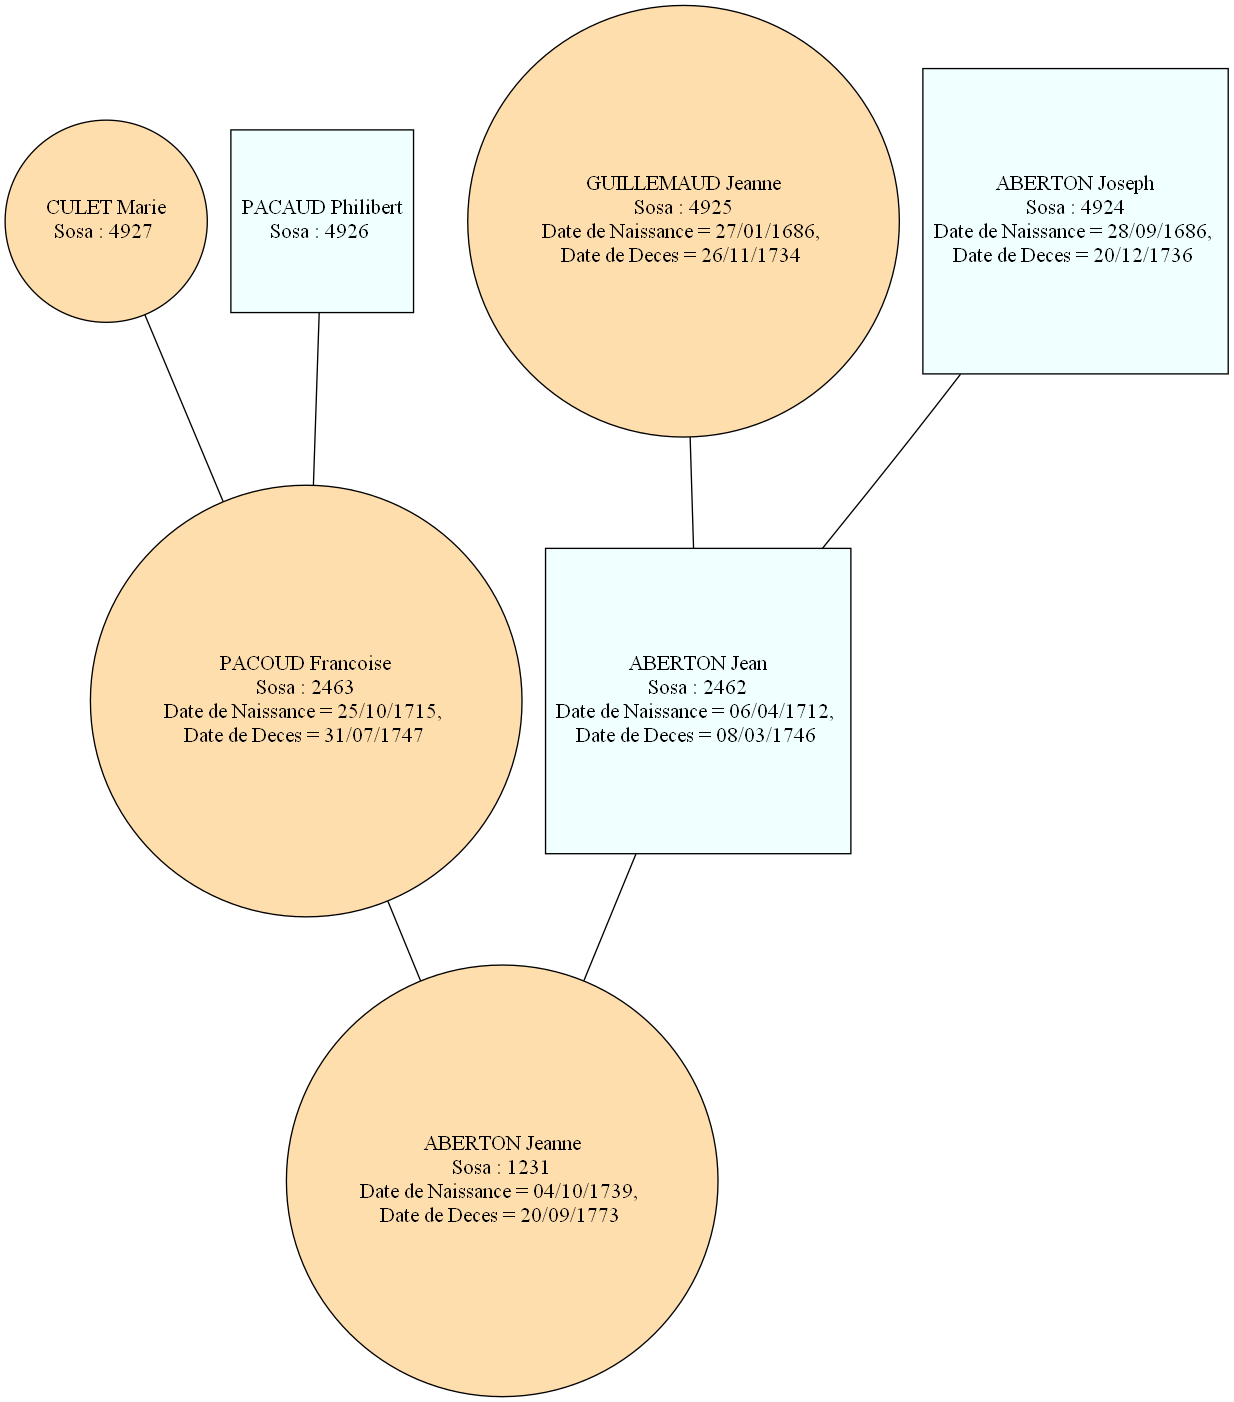 CULET Marie
Sosa : 4927
PACAUD Philibert
Sosa : 4926
GUILLEMAUD Jeanne
Sosa : 4925
Date de Naissance = 27/01/1686,
Date de Deces = 26/11/1734
ABERTON Joseph
Sosa : 4924
Date de Naissance = 28/09/1686,
Date de Deces = 20/12/1736
PACOUD Francoise
Sosa : 2463
Date de Naissance = 25/10/1715,
Date de Deces = 31/07/1747
ABERTON Jean
Sosa : 2462
Date de Naissance = 06/04/1712,
Date de Deces = 08/03/1746
ABERTON Jeanne
Sosa : 1231
Date de Naissance = 04/10/1739,
Date de Deces = 20/09/1773